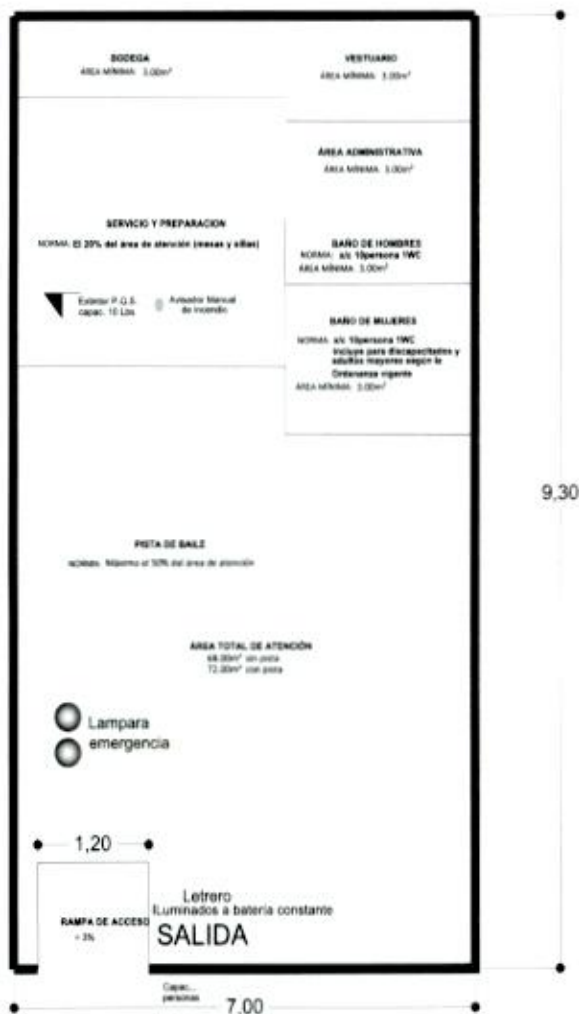 BODEGA
ÁREA MÍNIMA: 3.00m²
VESTUARIO
ÁREA MÍNIMA: 3.00m²
ÁREA ADMINISTRATIVA
ÁREA MÍNIMA: 3.00m²
SERVICIO Y PREPARACION
NORMA: El 20% del área de atención (mesas y sillas)
BAÑO DE HOMBRES
NORMA: a/c 10persona 1WC
ÁREA MÍNIMA: 3.00m²
Extintor P.Q.S.
capac. 10 Lbs.
Avisador Manual
de Incendio
BAÑO DE MUJERES
NORMA: a/c 10persona 1WC
incluye para discapacitados y
adultos mayores según la
Ordenanza vigente
ÁREA MÍNIMA: 3.00m²
9,30
PISTA DE BAILE
NORMA: Máximo el 50% del área de atención
ÁREA TOTAL DE ATENCIÓN
68.00m² sin pista
72.00m² con pista
Lampara
emergencia
1,20
Letrero
ILuminados a batería constante
RAMPA DE ACCESO
SALIDA
Capac...
personas
7,00